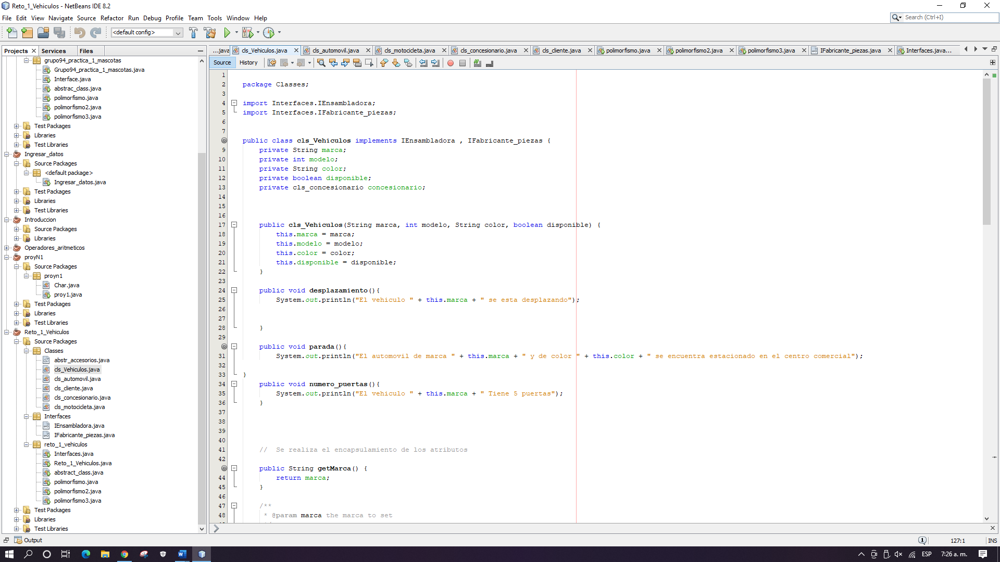 Reto_1_Vehiculos - NetBeans IDE 8.2
File Edit View Navigate Source Refactor Run Debug Profile Team Tools Window Help
Search (Ctrl+I)
<default config>
Projects Services Files
grupo94_practica_1_mascotas
Grupo94_practica_1_mascotas.java
Interface.java
abstrac_class.java
polimorfismo.java
polimorfismo2.java
polimorfismo3.java
Test Packages
Libraries
Test Libraries
Ingresar_datos
Source Packages
<default package>
Ingresar_datos.java
Test Packages
Libraries
Test Libraries
Introduccion
Source Packages
Libraries
Operadores_aritmeticos
proyN1
Source Packages
proyn1
Char.java
proy1.java
Test Packages
Libraries
Test Libraries
Reto_1_Vehiculos
Source Packages
Classes
abstr_accesorios.java
cls_Vehiculos.java
cls_automovil.java
cls_cliente.java
cls_concesionario.java
cls_motocicleta.java
Interfaces
IEnsambladora.java
IFabricante_piezas.java
reto_1_vehiculos
Interfaces.java
Reto_1_Vehiculos.java
abstract_class.java
polimorfismo.java
polimorfismo2.java
polimorfismo3.java
Test Packages
Libraries
Test Libraries
...java cls_Vehiculos.java cls_automovil.java cls_motocicleta.java cls_concesionario.java cls_cliente.java polimorfismo.java polimorfismo2.java polimorfismo3.java IFabricante_piezas.java Interfaces.java...
Source History
1
2 package Classes;
3
4 import Interfaces.IEnsambladora;
5 import Interfaces.IFabricante_piezas;
6
7
public class cls_Vehiculos implements IEnsambladora , IFabricante_piezas {
9 private String marca;
10 private int modelo;
11 private String color;
12 private boolean disponible;
13 private cls_concesionario concesionario;
14
15
16
17 public cls_Vehiculos(String marca, int modelo, String color, boolean disponible) {
18 this.marca = marca;
19 this.modelo = modelo;
20 this.color = color;
21 this.disponible = disponible;
22 }
23
24 public void desplazamiento(){
25 System.out.println("El vehiculo " + this.marca + " se esta desplazando");
26
27
28 }
29
public void parada(){
31 System.out.println("El automovil de marca " + this.marca + " y de color " + this.color + " se encuentra estacionado en el centro comercial");
32
33 }
34 public void numero_puertas(){
35 System.out.println("El vehiculo " + this.marca + " Tiene 5 puertas");
36 }
37
38
39
40
41 // Se realiza el encapsulamiento de los atributos
42
public String getMarca() {
44 return marca;
45 }
46
47 /**
48 * @param marca the marca to set
Output
1
127:1
INS
ESP
7:26 a. m.